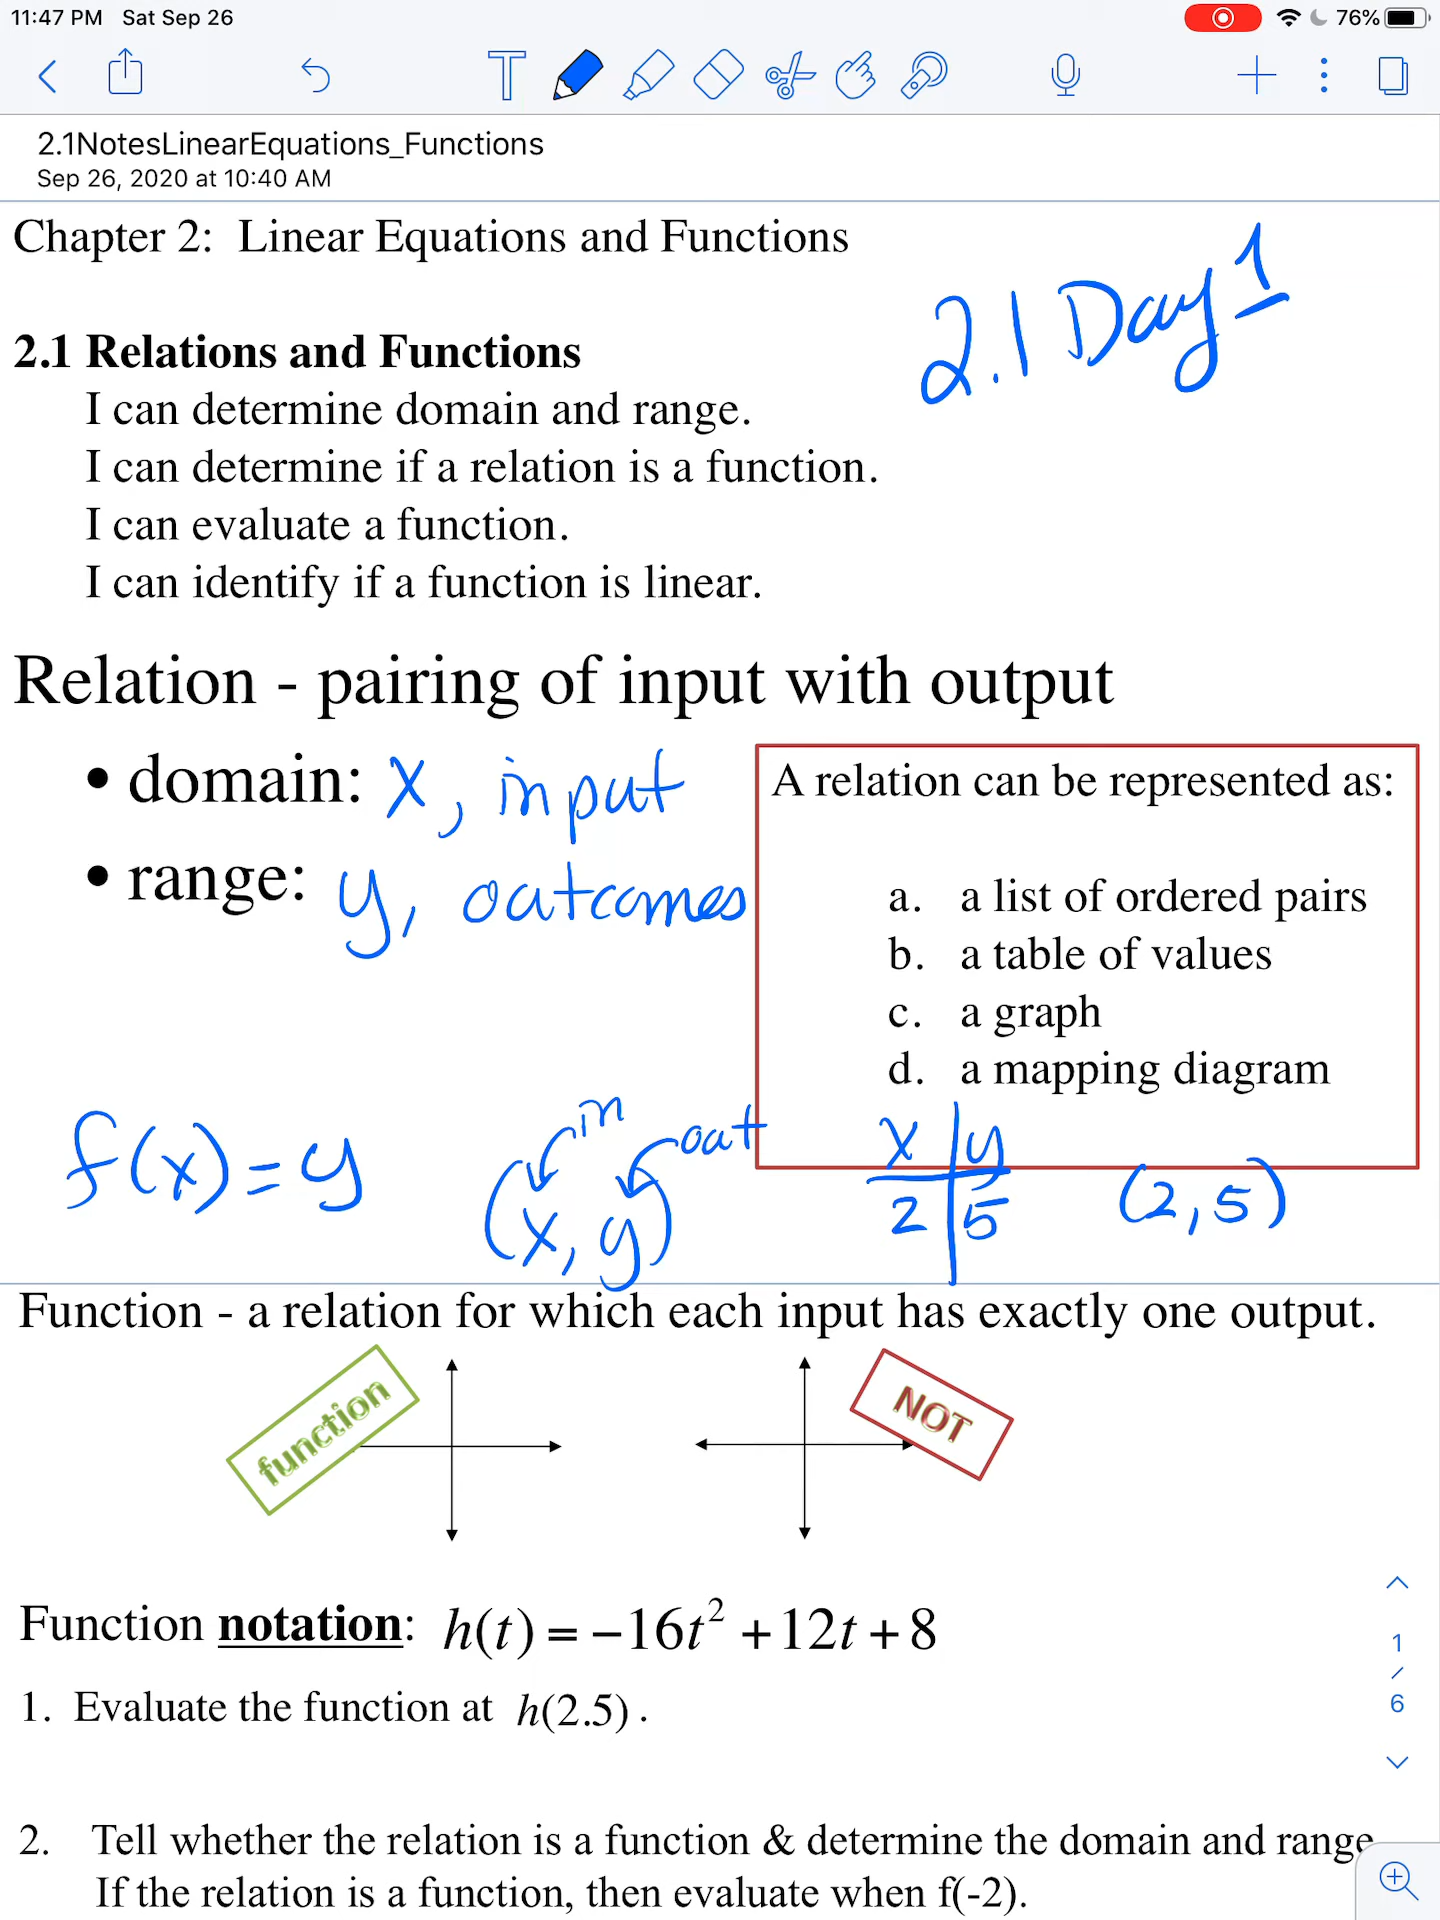 11:47 PM Sat Sep 26
76%
2.1NotesLinearEquations_Functions
Sep 26, 2020 at 10:40 AM
Chapter 2: Linear Equations and Functions
2.1 Day 1
2.1 Relations and Functions
I can determine domain and range.
I can determine if a relation is a function.
I can evaluate a function.
I can identify if a function is linear.
Relation - pairing of input with output
• domain: x, input
• range: y, outcomes
A relation can be represented as:
a. a list of ordered pairs
b. a table of values
c. a graph
d. a mapping diagram
f(x)=y
in
out
(x, y)
x | y
2 | 5
(2,5)
Function - a relation for which each input has exactly one output.
function
NOT
Function notation: h(t) = −16t² +12t +8
1. Evaluate the function at h(2.5).
1
/
6
2. Tell whether the relation is a function & determine the domain and range
If the relation is a function, then evaluate when f(-2).